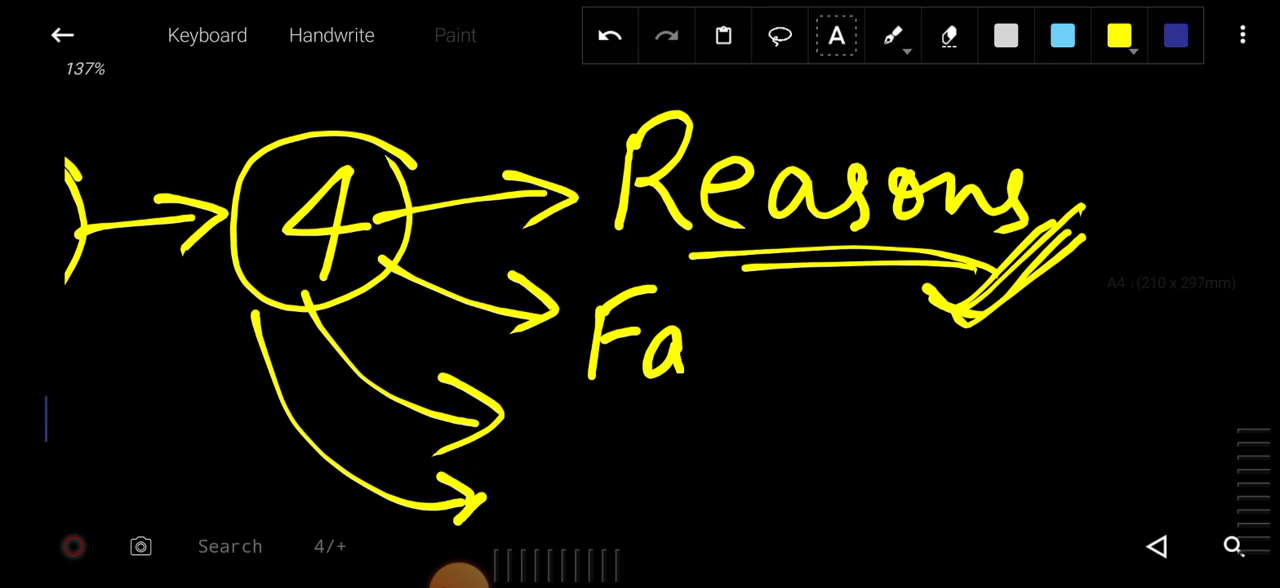 Keyboard Handwrite Paint A
137%
4 Reasons
A4 ↓(210 x 297mm)
Fa
Search 4/+